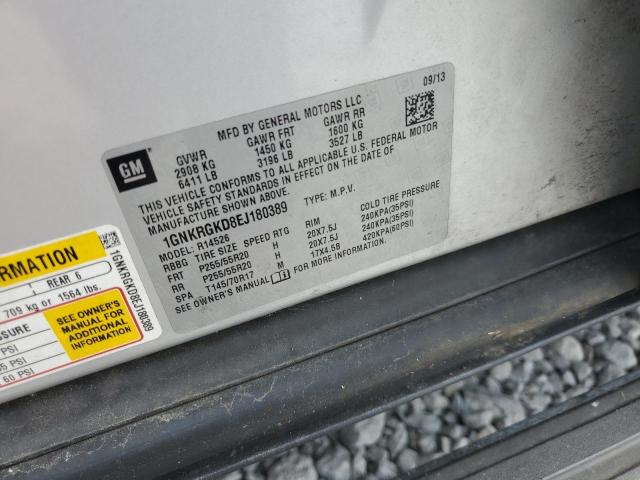 09/13
MFD BY GENERAL MOTORS LLC
GM
GVWR GAWR FRT GAWR RR
2908 KG 1450 KG 1600 KG
6411 LB 3196 LB 3527 LB
THIS VEHICLE CONFORMS TO ALL APPLICABLE U.S. FEDERAL MOTOR
VEHICLE SAFETY STANDARDS IN EFFECT ON THE DATE OF
MANUFACTURE SHOWN ABOVE.
1GNKRGKD8EJ180389 TYPE: M.P.V.
MODEL: R14526
RBBG TIRE SIZE SPEED RTG RIM COLD TIRE PRESSURE
FRT P255/55R20 H 20X7.5J 240KPA(35PSI)
RR P255/55R20 H 20X7.5J 240KPA(35PSI)
SPA T145/70R17 M 17X4.5B 420KPA(60PSI)
SEE OWNER'S MANUAL FOR MORE INFORMATION.
ORMATION
REAR 6
709 kg or 1564 lbs.
SSURE
PSI
PSI
60 PSI
SEE OWNER'S
MANUAL FOR
ADDITIONAL
INFORMATION
1GNKRGKD8EJ180389